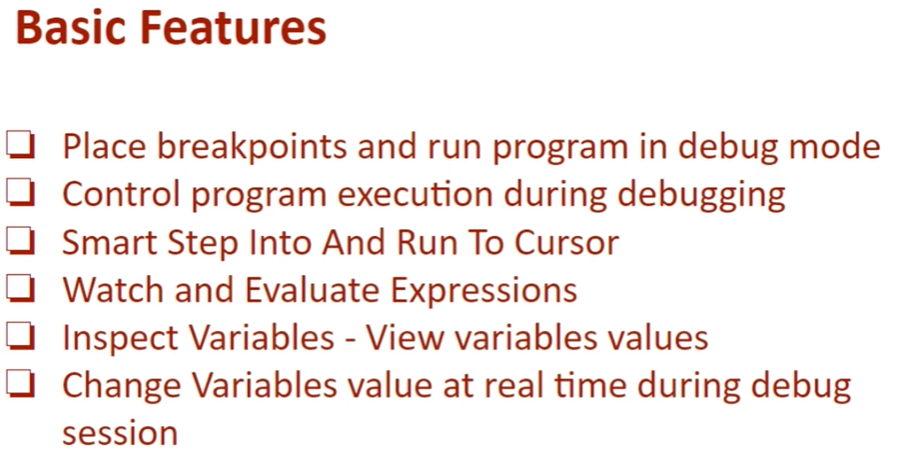 Basic Features
❏ Place breakpoints and run program in debug mode
❏ Control program execution during debugging
❏ Smart Step Into And Run To Cursor
❏ Watch and Evaluate Expressions
❏ Inspect Variables - View variables values
❏ Change Variables value at real time during debug
session